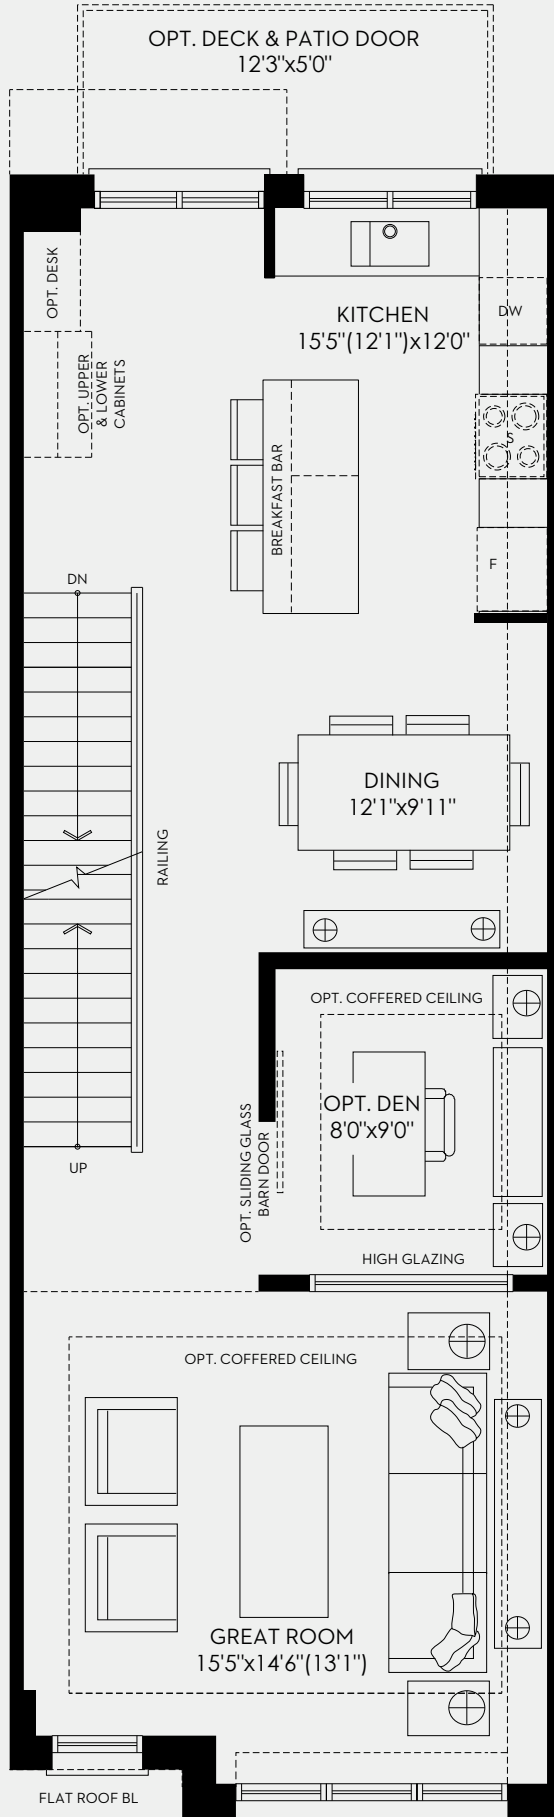 OPT. DECK & PATIO DOOR
12'3"x5'0"
OPT. DESK
OPT. UPPER
& LOWER
CABINETS
KITCHEN
15'5"(12'1")x12'0"
DW
S
BREAKFAST BAR
F
DN
DINING
12'1"x9'11"
RAILING
OPT. COFFERED CEILING
OPT. DEN
8'0"x9'0"
OPT. SLIDING GLASS
BARN DOOR
UP
HIGH GLAZING
OPT. COFFERED CEILING
GREAT ROOM
15'5"x14'6"(13'1")
FLAT ROOF BL